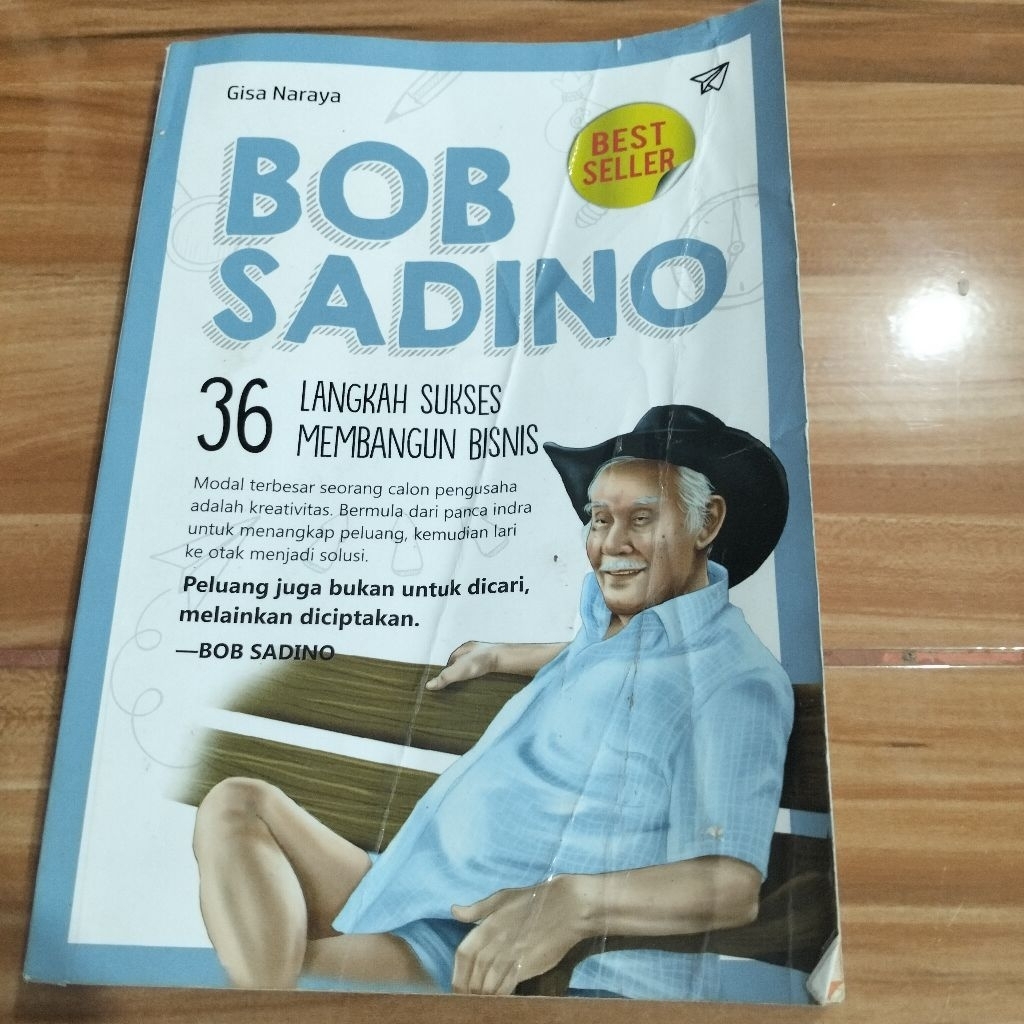 Gisa Naraya
BEST
SELLER
BOB
SADINO
36
LANGKAH SUKSES
MEMBANGUN BISNIS
Modal terbesar seorang calon pengusaha
adalah kreativitas. Bermula dari panca indra
untuk menangkap peluang, kemudian lari
ke otak menjadi solusi.
Peluang juga bukan untuk dicari,
melainkan diciptakan.
—BOB SADINO